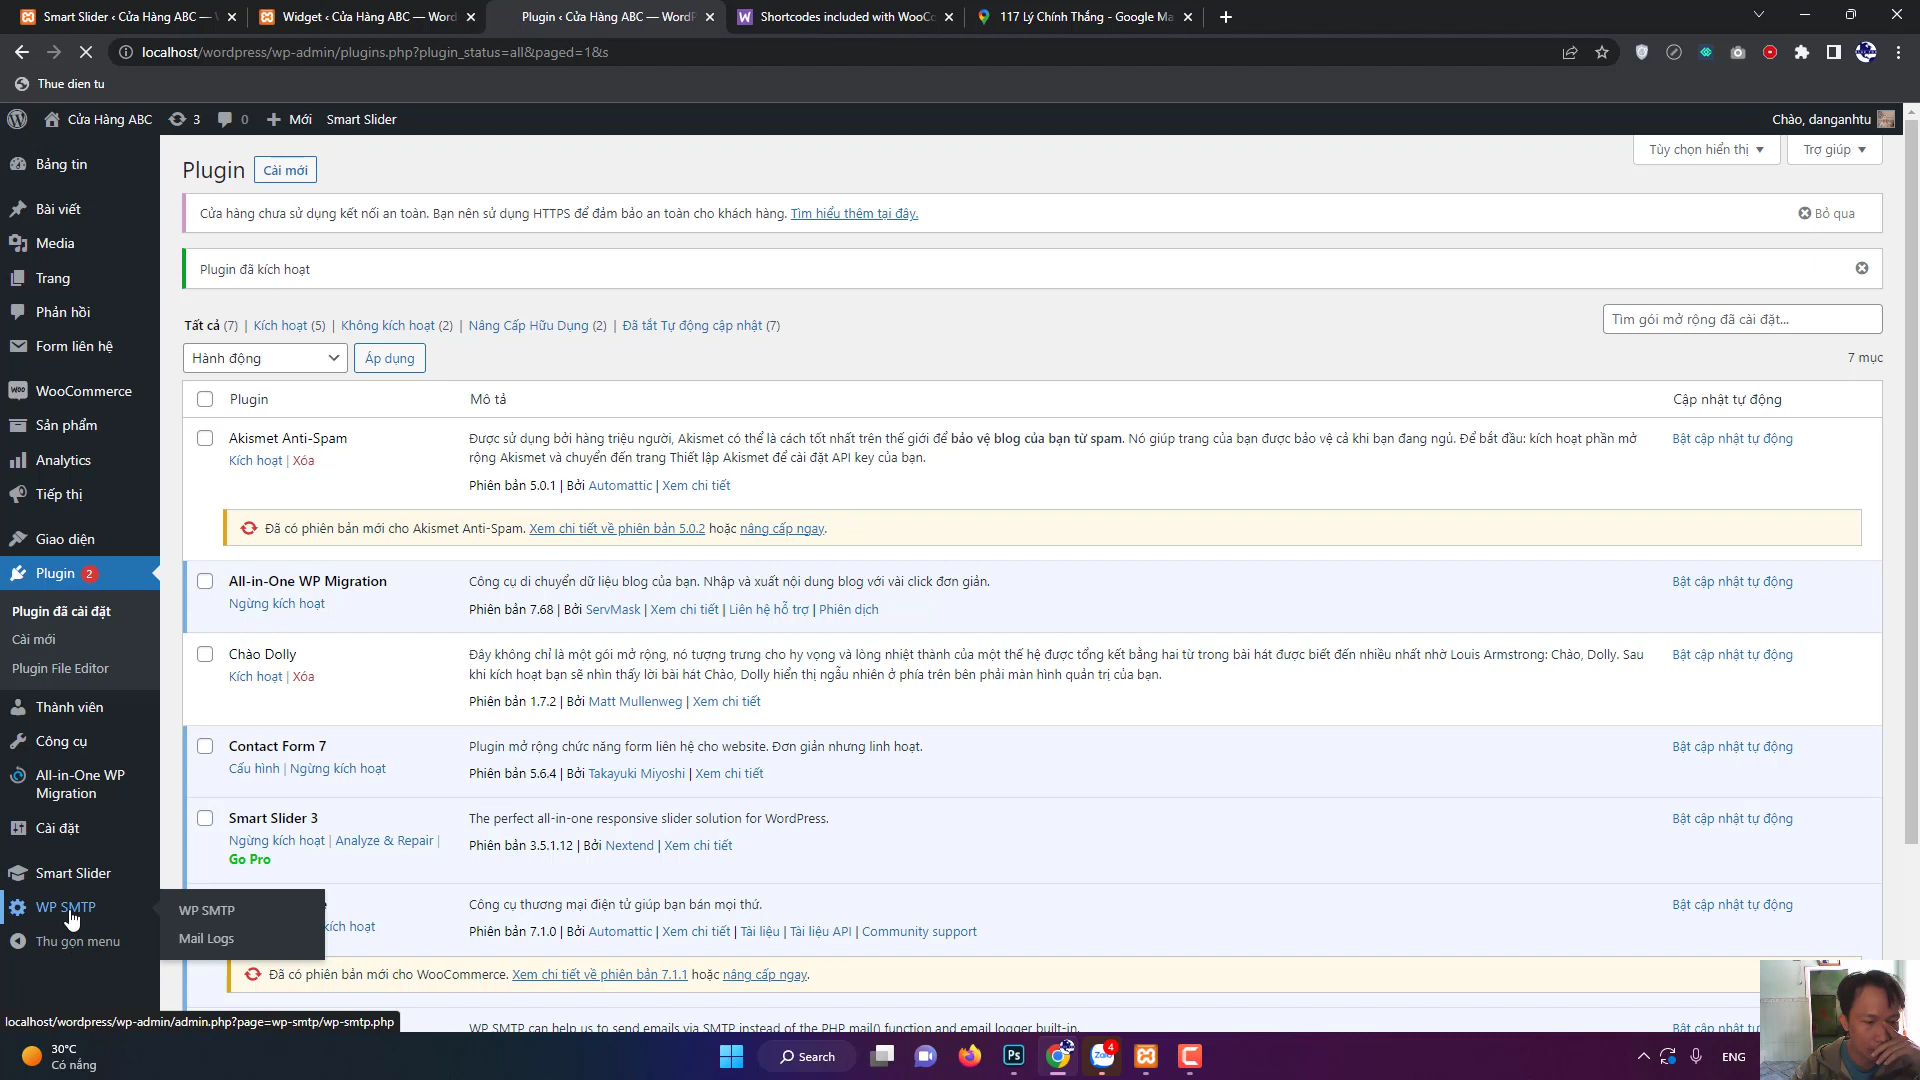 Smart Slider ‹ Cửa Hàng ABC —
Widget ‹ Cửa Hàng ABC — Word
Plugin ‹ Cửa Hàng ABC — WordP
Shortcodes included with WooCo
117 Lý Chính Thắng - Google Ma
localhost/wordpress/wp-admin/plugins.php?plugin_status=all&paged=1&s
Thue dien tu
Cửa Hàng ABC
3
0
Mới
Smart Slider
Chào, danganhtu
Bảng tin
Bài viết
Media
Trang
Phản hồi
Form liên hệ
WooCommerce
Sản phẩm
Analytics
Tiếp thị
Giao diện
Plugin 2
Plugin đã cài đặt
Cài mới
Plugin File Editor
Thành viên
Công cụ
All-in-One WP
Migration
Cài đặt
Smart Slider
WP SMTP
Thu gọn menu
WP SMTP
Mail Logs
Tùy chọn hiển thị
Trợ giúp
Plugin
Cài mới
Cửa hàng chưa sử dụng kết nối an toàn. Bạn nên sử dụng HTTPS để đảm bảo an toàn cho khách hàng. Tìm hiểu thêm tại đây.
Bỏ qua
Plugin đã kích hoạt
Tất cả (7) | Kích hoạt (5) | Không kích hoạt (2) | Nâng Cấp Hữu Dụng (2) | Đã tắt Tự động cập nhật (7)
Tìm gói mở rộng đã cài đặt...
Hành động
Áp dụng
7 mục
Plugin
Mô tả
Cập nhật tự động
Akismet Anti-Spam
Kích hoạt | Xóa
Được sử dụng bởi hàng triệu người, Akismet có thể là cách tốt nhất trên thế giới để bảo vệ blog của bạn từ spam. Nó giúp trang của bạn được bảo vệ cả khi bạn đang ngủ. Để bắt đầu: kích hoạt phần mở
rộng Akismet và chuyển đến trang Thiết lập Akismet để cài đặt API key của bạn.
Phiên bản 5.0.1 | Bởi Automattic | Xem chi tiết
Bật cập nhật tự động
Đã có phiên bản mới cho Akismet Anti-Spam. Xem chi tiết về phiên bản 5.0.2 hoặc nâng cấp ngay.
All-in-One WP Migration
Ngừng kích hoạt
Công cụ di chuyển dữ liệu blog của bạn. Nhập và xuất nội dung blog với vài click đơn giản.
Phiên bản 7.68 | Bởi ServMask | Xem chi tiết | Liên hệ hỗ trợ | Phiên dịch
Bật cập nhật tự động
Chào Dolly
Kích hoạt | Xóa
Đây không chỉ là một gói mở rộng, nó tượng trưng cho hy vọng và lòng nhiệt thành của một thế hệ được tổng kết bằng hai từ trong bài hát được biết đến nhiều nhất nhờ Louis Armstrong: Chào, Dolly. Sau
khi kích hoạt bạn sẽ nhìn thấy lời bài hát Chào, Dolly hiển thị ngẫu nhiên ở phía trên bên phải màn hình quản trị của bạn.
Phiên bản 1.7.2 | Bởi Matt Mullenweg | Xem chi tiết
Bật cập nhật tự động
Contact Form 7
Cấu hình | Ngừng kích hoạt
Plugin mở rộng chức năng form liên hệ cho website. Đơn giản nhưng linh hoạt.
Phiên bản 5.6.4 | Bởi Takayuki Miyoshi | Xem chi tiết
Bật cập nhật tự động
Smart Slider 3
Ngừng kích hoạt | Analyze & Repair |
Go Pro
The perfect all-in-one responsive slider solution for WordPress.
Phiên bản 3.5.1.12 | Bởi Nextend | Xem chi tiết
Bật cập nhật tự động
kích hoạt
Công cụ thương mại điện tử giúp bạn bán mọi thứ.
Phiên bản 7.1.0 | Bởi Automattic | Xem chi tiết | Tài liệu | Tài liệu API | Community support
Bật cập nhật tự động
Đã có phiên bản mới cho WooCommerce. Xem chi tiết về phiên bản 7.1.1 hoặc nâng cấp ngay.
WP SMTP can help us to send emails via SMTP instead of the PHP mail() function and email logger built-in.
Bật cập nhật tự
localhost/wordpress/wp-admin/admin.php?page=wp-smtp/wp-smtp.php
30°C
Có nắng
Search
Ps
Zalo
4
ENG